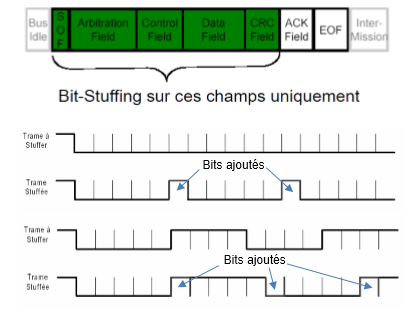 Bus Idle
SOF
Arbitration Field
Control Field
Data Field
CRC Field
ACK Field
EOF
Inter-Mission
Bit-Stuffing sur ces champs uniquement
Trame à Stuffer
Bits ajoutés
Trame Stuffée
Trame à Stuffer
Bits ajoutés
Trame Stuffée